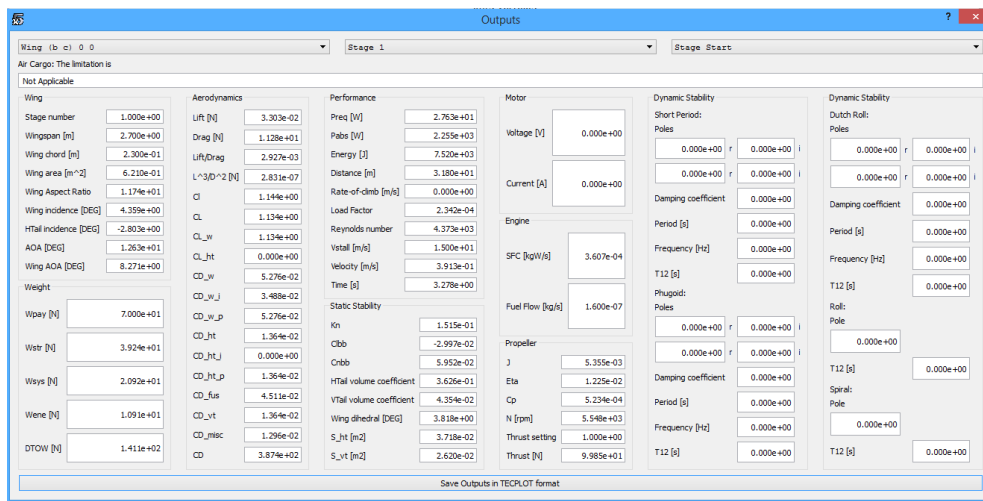 Outputs
?
×
Wing (b c) 0 0
Stage 1
Stage Start
Air Cargo: The limitation is
Not Applicable
Wing
Stage number 1.000e+00
Wingspan [m] 2.700e+00
Wing chord [m] 2.300e-01
Wing area [m^2] 6.210e-01
Wing Aspect Ratio 1.174e+01
Wing incidence [DEG] 4.359e+00
HTail incidence [DEG] -2.803e+00
AOA [DEG] 1.263e+01
Wing AOA [DEG] 8.271e+00
Weight
Wpay [N] 7.000e+01
Wstr [N] 3.924e+01
Wsys [N] 2.092e+01
Wene [N] 1.091e+01
DTOW [N] 1.411e+02
Aerodynamics
Lift [N] 3.303e-02
Drag [N] 1.128e+01
Lift/Drag 2.927e-03
L^3/D^2 [N] 2.831e-07
Cl 1.144e+00
CL 1.134e+00
CL_w 1.134e+00
CL_ht 0.000e+00
CD_w 5.276e-02
CD_w_i 3.488e-02
CD_w_p 5.276e-02
CD_ht 1.364e-02
CD_ht_i 0.000e+00
CD_ht_p 1.364e-02
CD_fus 4.511e-02
CD_vt 1.364e-02
CD_misc 1.296e-02
CD 3.874e+02
Performance
Preq [W] 2.763e+01
Pabs [W] 2.255e+03
Energy [J] 7.520e+03
Distance [m] 3.180e+01
Rate-of-climb [m/s] 0.000e+00
Load Factor 2.342e-04
Reynolds number 4.373e+03
Vstall [m/s] 1.500e+01
Velocity [m/s] 3.913e-01
Time [s] 3.278e+00
Static Stability
Kn 1.515e-01
Clbb -2.997e-02
Cnbb 5.952e-02
HTail volume coefficient 3.626e-01
VTail volume coefficient 4.354e-02
Wing dihedral [DEG] 3.818e+00
S_ht [m2] 3.718e-02
S_vt [m2] 2.620e-02
Motor
Voltage [V] 0.000e+00
Current [A] 0.000e+00
Engine
SFC [kgW/s] 3.607e-04
Fuel Flow [kg/s] 1.600e-07
Propeller
J 5.355e-03
Eta 1.225e-02
Cp 5.234e-04
N [rpm] 5.548e+03
Thrust setting 1.000e+00
Thrust [N] 9.985e+01
Dynamic Stability
Short Period:
Poles
0.000e+00 r 0.000e+00 i
0.000e+00 r 0.000e+00 i
Damping coefficient 0.000e+00
Period [s] 0.000e+00
Frequency [Hz] 0.000e+00
T12 [s] 0.000e+00
Phugoid:
Poles
0.000e+00 r 0.000e+00 i
0.000e+00 r 0.000e+00 i
Damping coefficient 0.000e+00
Period [s] 0.000e+00
Frequency [Hz] 0.000e+00
T12 [s] 0.000e+00
Dynamic Stability
Dutch Roll:
Poles
0.000e+00 r 0.000e+00 i
0.000e+00 r 0.000e+00 i
Damping coefficient 0.000e+00
Period [s] 0.000e+00
Frequency [Hz] 0.000e+00
T12 [s] 0.000e+00
Roll:
Pole
0.000e+00
T12 [s] 0.000e+00
Spiral:
Pole
0.000e+00
T12 [s] 0.000e+00
Save Outputs in TECPLOT format